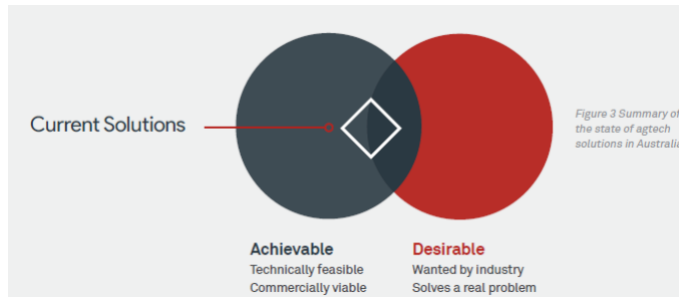 Current Solutions
Figure 3 Summary of
the state of agtech
solutions in Australia
Achievable
Technically feasible
Commercially viable
Desirable
Wanted by industry
Solves a real problem